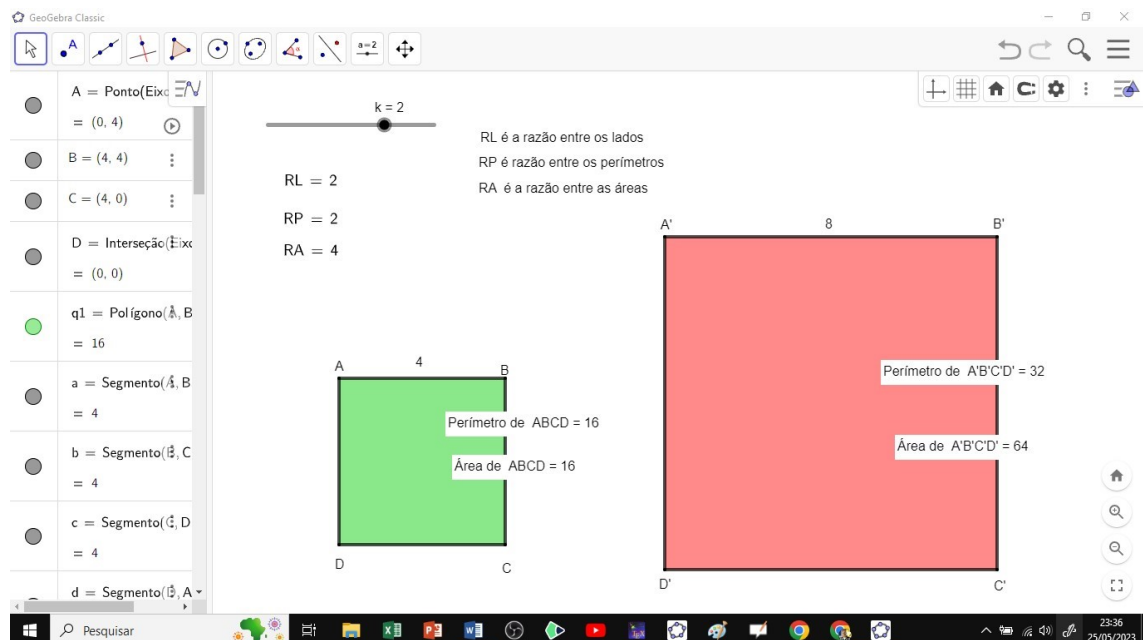 GeoGebra Classic
a = 2
A = Ponto(Eixo
= (0, 4)
B = (4, 4)
C = (4, 0)
D = Interseção(Eixo
= (0, 0)
q1 = Polígono(A, B
= 16
a = Segmento(A, B
= 4
b = Segmento(B, C
= 4
c = Segmento(C, D
= 4
d = Segmento(D, A
k = 2
RL é a razão entre os lados
RP é razão entre os perímetros
RA é a razão entre as áreas
RL = 2
RP = 2
RA = 4
A
4
B
Perímetro de ABCD = 16
Área de ABCD = 16
D
C
A'
8
B'
Perímetro de A'B'C'D' = 32
Área de A'B'C'D' = 64
D'
C'
Pesquisar
23:36